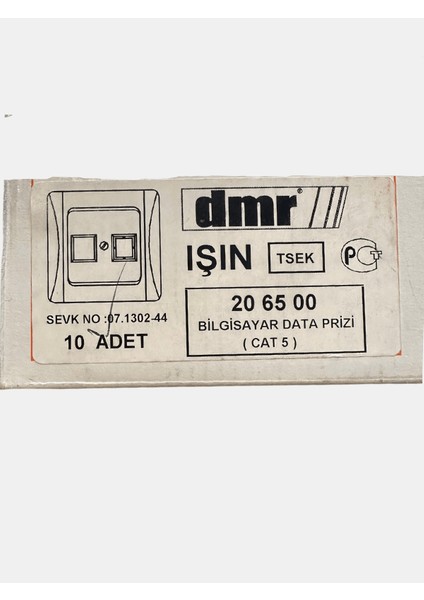 dmr®
IŞIN TSEK PCT
SEVK NO :07.1302-44
10 ADET
20 65 00
BİLGİSAYAR DATA PRİZİ
( CAT 5 )